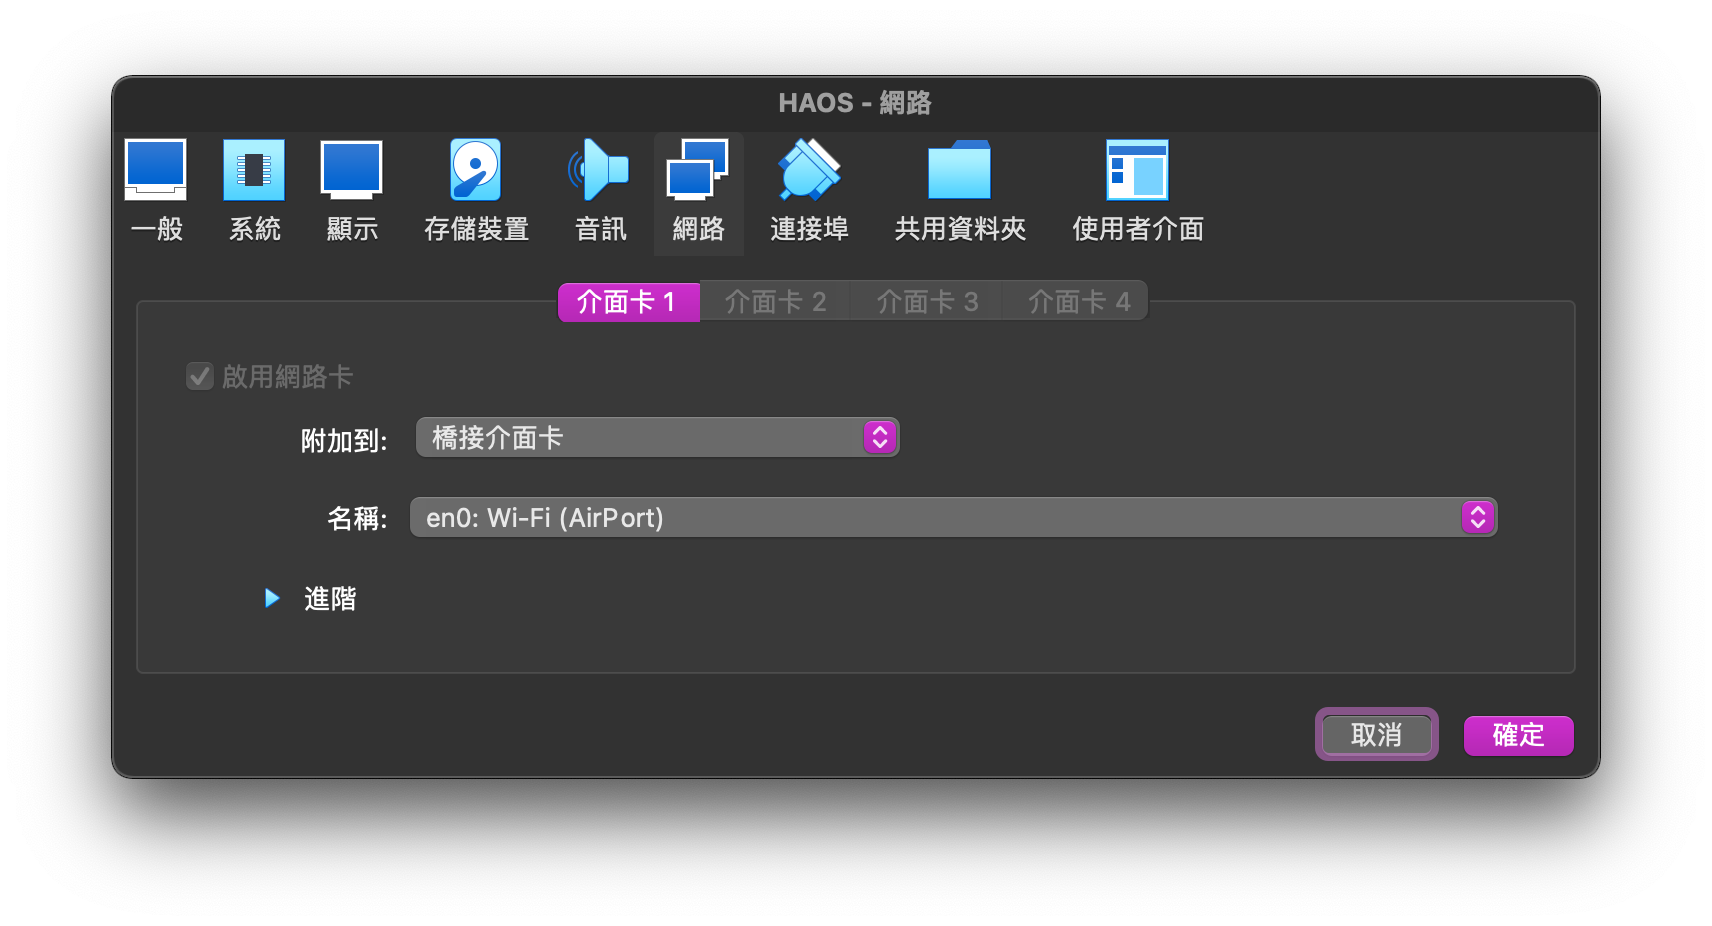 HAOS - 網路
一般
系統
顯示
存儲裝置
音訊
網路
連接埠
共用資料夾
使用者介面
介面卡 1
介面卡 2
介面卡 3
介面卡 4
啟用網路卡
附加到:
橋接介面卡
名稱:
en0: Wi-Fi (AirPort)
進階
取消
確定